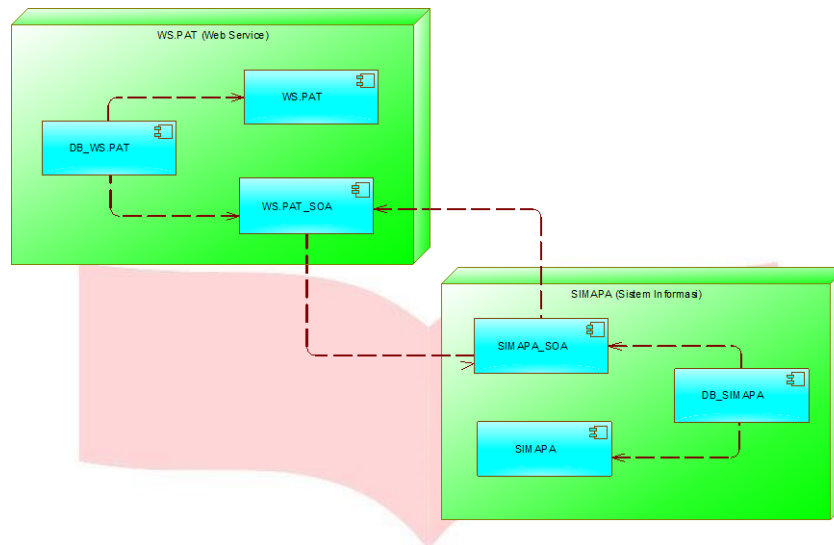 WS.PAT (Web Service)
WS.PAT
DB_WS.PAT
WS.PAT_SOA
SIMAPA (Sistem Informasi)
SIMAPA_SOA
DB_SIMAPA
SIMAPA